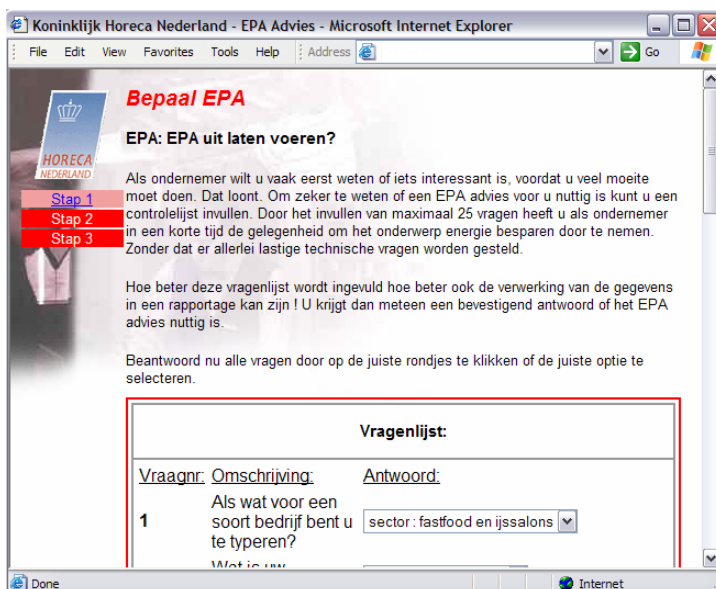 Koninklijk Horeca Nederland - EPA Advies - Microsoft Internet Explorer
File Edit View Favorites Tools Help Address Go
HORECA
NEDERLAND
Stap 1
Stap 2
Stap 3
Bepaal EPA
EPA: EPA uit laten voeren?
Als ondernemer wilt u vaak eerst weten of iets interessant is, voordat u veel moeite
moet doen. Dat loont. Om zeker te weten of een EPA advies voor u nuttig is kunt u een
controlelijst invullen. Door het invullen van maximaal 25 vragen heeft u als ondernemer
in een korte tijd de gelegenheid om het onderwerp energie besparen door te nemen.
Zonder dat er allerlei lastige technische vragen worden gesteld.
Hoe beter deze vragenlijst wordt ingevuld hoe beter ook de verwerking van de gegevens
in een rapportage kan zijn ! U krijgt dan meteen een bevestigend antwoord of het EPA
advies nuttig is.
Beantwoord nu alle vragen door op de juiste rondjes te klikken of de juiste optie te
selecteren.
Vragenlijst:
Vraagnr: Omschrijving: Antwoord:
Als wat voor een
1 soort bedrijf bent u sector : fastfood en ijssalons
te typeren?
Wat is uw
Done Internet